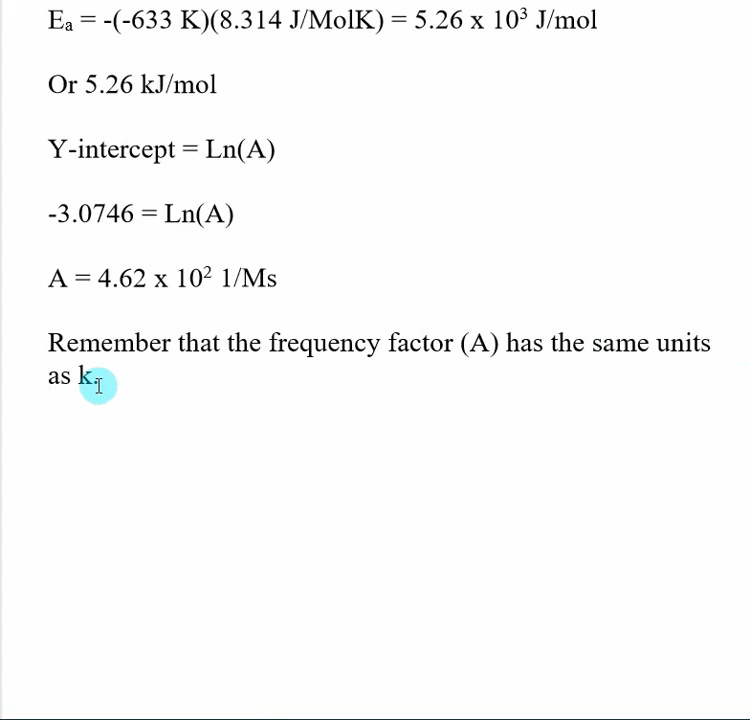 Eₐ = -(-633 K)(8.314 J/MolK) = 5.26 x 10³ J/mol
Or 5.26 kJ/mol
Y-intercept = Ln(A)
-3.0746 = Ln(A)
A = 4.62 x 10² 1/Ms
Remember that the frequency factor (A) has the same units
as k.